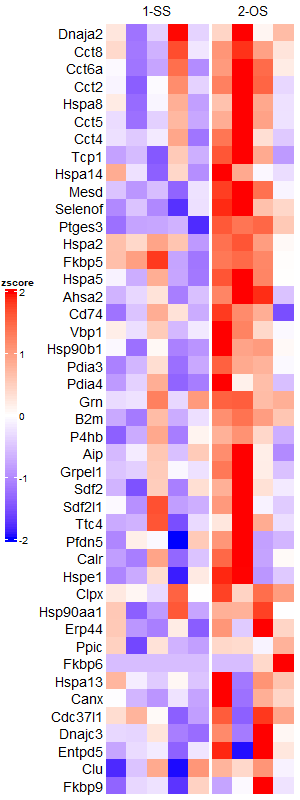 1-SS 2-OS
Dnaja2
Cct8
Cct6a
Cct2
Hspa8
Cct5
Cct4
Tcp1
Hspa14
Mesd
Selenof
Ptges3
Hspa2
Fkbp5
Hspa5
Ahsa2
Cd74
Vbp1
Hsp90b1
Pdia3
Pdia4
Grn
B2m
P4hb
Aip
Grpel1
Sdf2
Sdf2l1
Ttc4
Pfdn5
Calr
Hspe1
Clpx
Hsp90aa1
Erp44
Ppic
Fkbp6
Hspa13
Canx
Cdc37l1
Dnajc3
Entpd5
Clu
Fkbp9
zscore
2
1
0
-1
-2